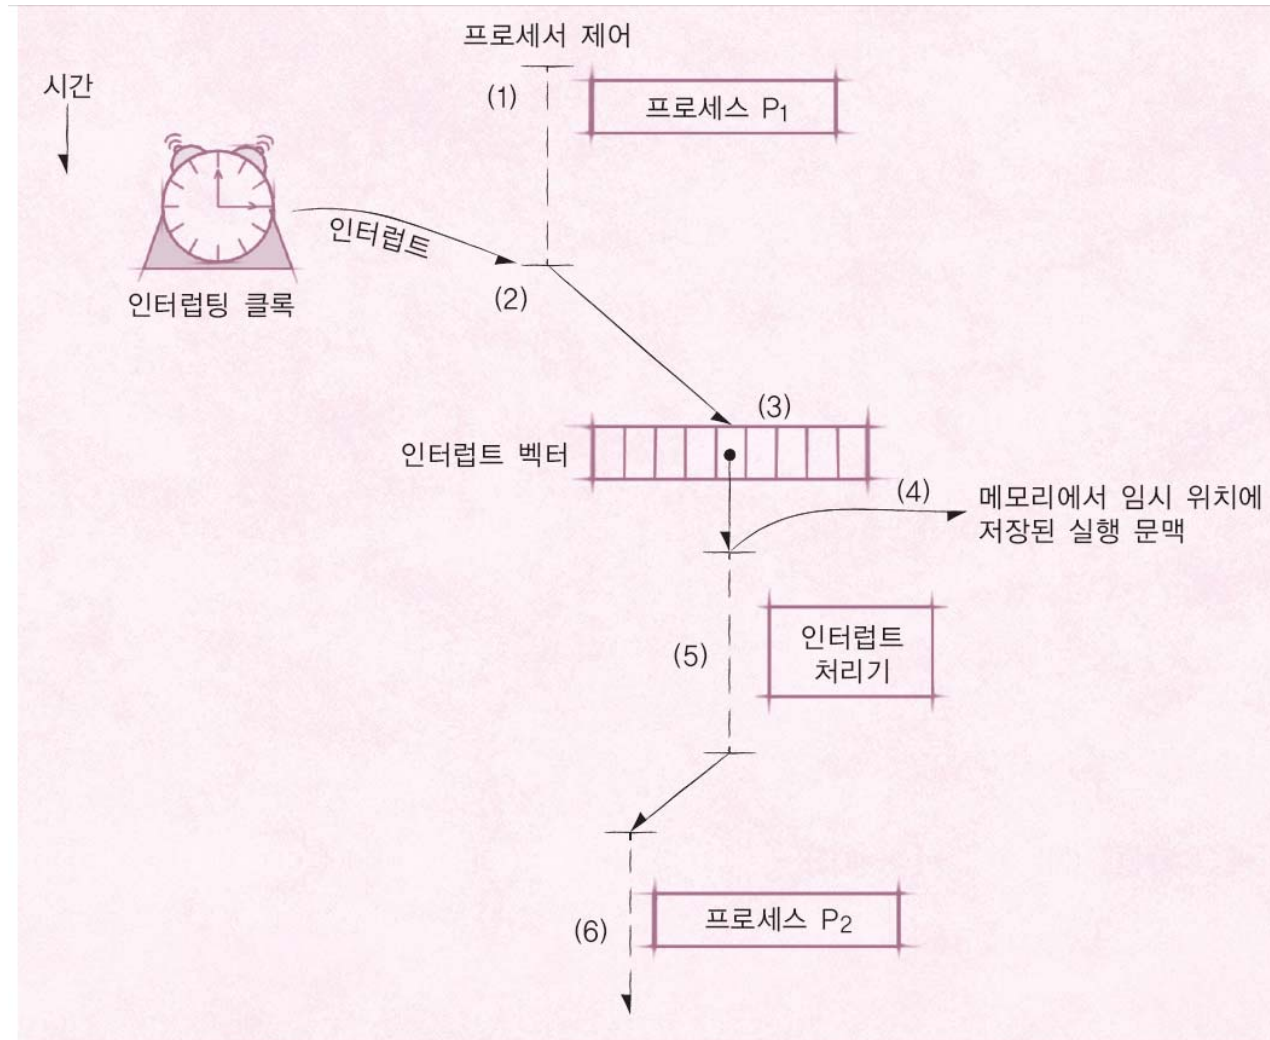 프로세서 제어
시간
(1)
프로세스 P1
인터럽트
인터럽팅 클록
(2)
(3)
인터럽트 벡터
(4)
메모리에서 임시 위치에
저장된 실행 문맥
(5)
인터럽트
처리기
(6)
프로세스 P2